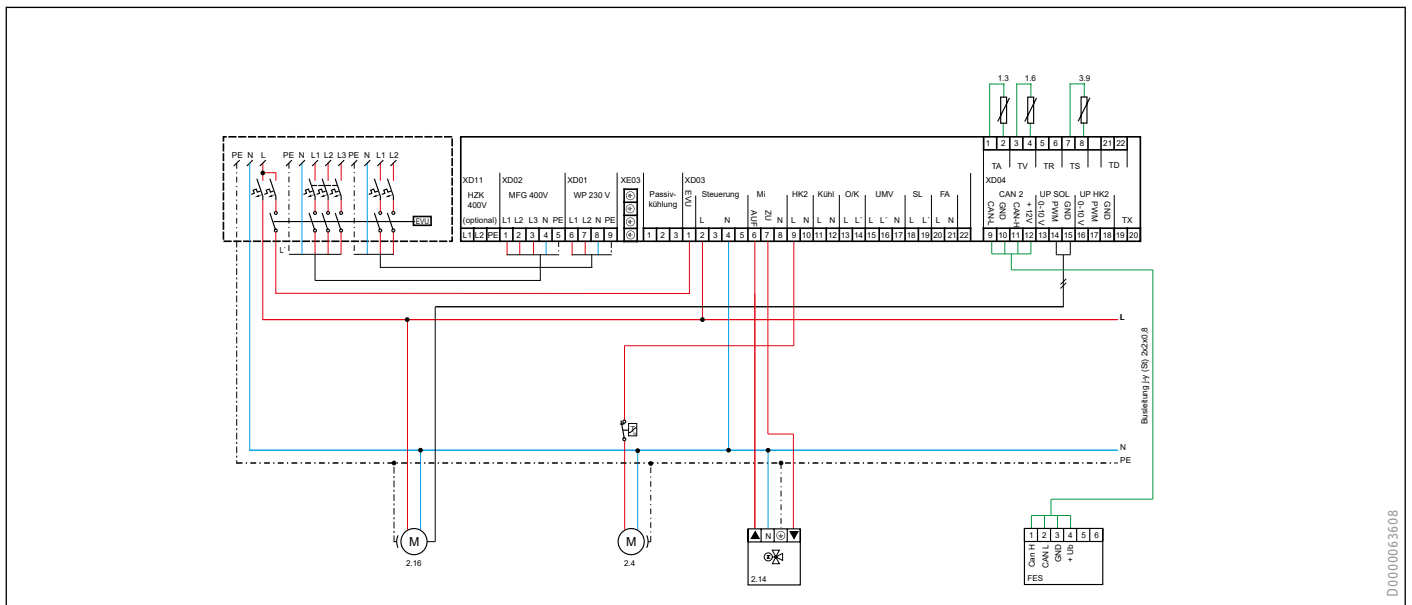 1.3 1.6 3.9
1 2 3 4 5 6 7 8 21 22
TA TV TR TS TD
PE N L PE N L1 L2 L3 PE N L1 L2
EVU
L´
XD11 XD02 XD01 XE03 XD03 XD04
HZK
400V
(optional)
MFG 400V
WP 230 V
Passiv-
kühlung
EVU
Steuerung
Mi
HK2
Kühl
O/K
UMV
SL
FA
CAN 2
UP SOL
UP HK2
L N AUF ZU N L N L N L L´ L L´ N L L´ L N
CAN-L GND CAN-H + 12V 0-10 V PWM GND 0-10 V PWM GND TX
L1 L2 PE L1 L2 L3 N PE L1 L2 N PE
L1 L2 PE 1 2 3 4 5 6 7 8 9 1 2 3 1 2 3 4 5 6 7 8 9 10 11 12 13 14 15 16 17 18 19 20 21 22 9 10 11 12 13 14 15 16 17 18 19 20
L
Busleitung j-y (St) 2x2x0,8
N
PE
M
2.16
M
2.4
N
2.14
1 2 3 4 5 6
Can H CAN L GND + Ub
FES
D0000063608